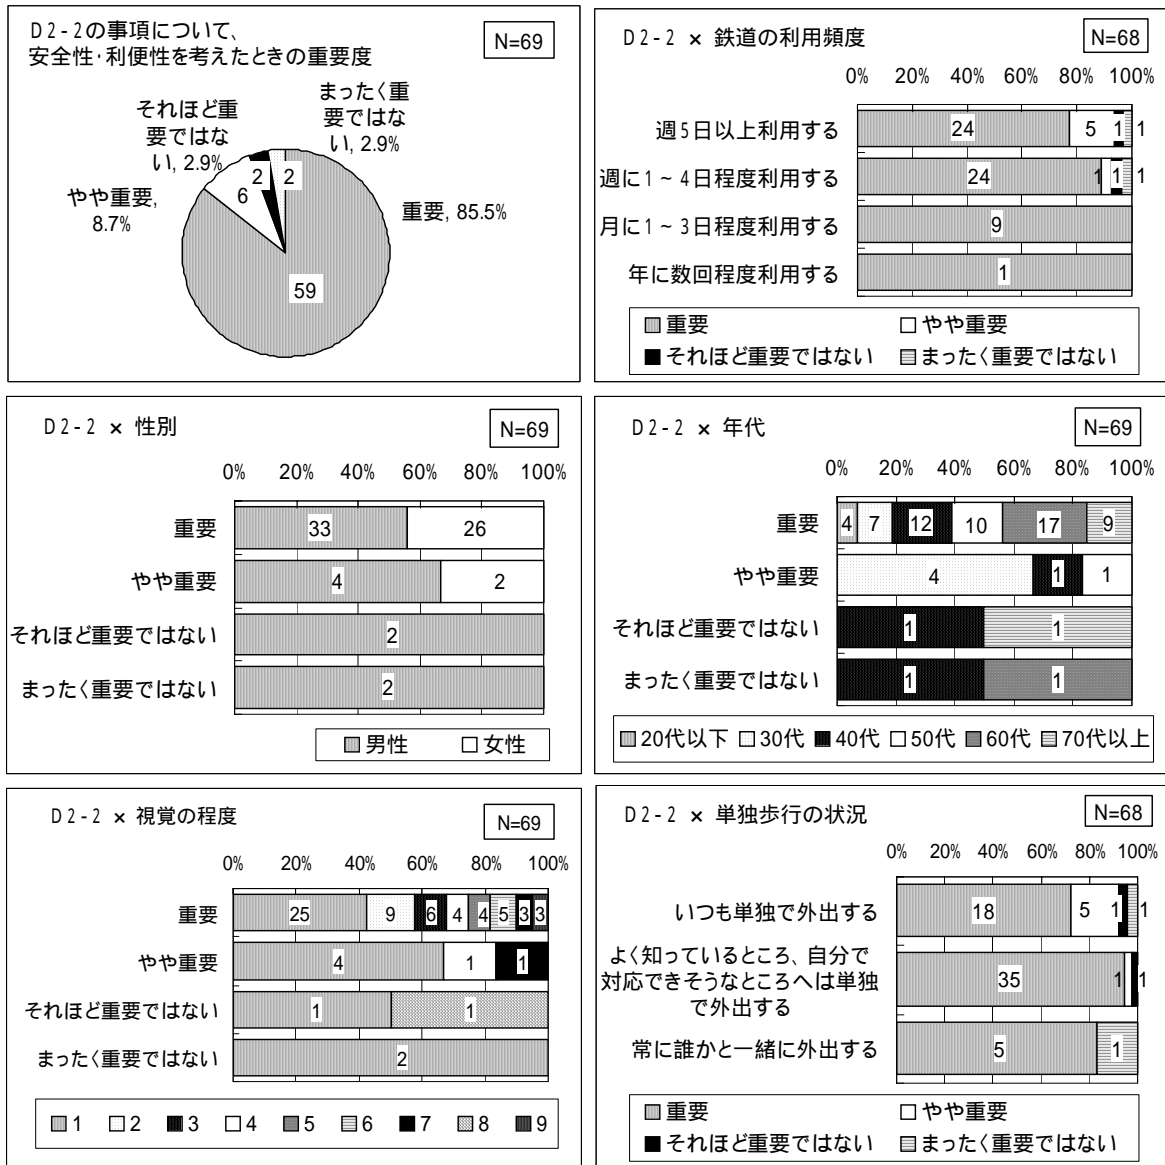 D2-2の事項について、
安全性・利便性を考えたときの重要度
N=69
まったく重
要ではな
い, 2.9%
それほど重
要ではな
い, 2.9%
やや重要,
8.7%
重要, 85.5%
2
2
6
59
D2-2 × 鉄道の利用頻度
N=68
0% 20% 40% 60% 80% 100%
週5日以上利用する 24 5 1 1
週に1~4日程度利用する 24 1 1 1
月に1~3日程度利用する 9
年に数回程度利用する 1
重要 やや重要
それほど重要ではない まったく重要ではない
D2-2 × 性別
N=69
0% 20% 40% 60% 80% 100%
重要 33 26
やや重要 4 2
それほど重要ではない 2
まったく重要ではない 2
男性 女性
D2-2 × 年代
N=69
0% 20% 40% 60% 80% 100%
重要 4 7 12 10 17 9
やや重要 4 1 1
それほど重要ではない 1 1
まったく重要ではない 1 1
20代以下 30代 40代 50代 60代 70代以上
D2-2 × 視覚の程度
N=69
0% 20% 40% 60% 80% 100%
重要 25 9 6 4 4 5 3 3
やや重要 4 1 1
それほど重要ではない 1 1
まったく重要ではない 2
1 2 3 4 5 6 7 8 9
D2-2 × 単独歩行の状況
N=68
0% 20% 40% 60% 80% 100%
いつも単独で外出する 18 5 1 1
よく知っているところ、自分で
対応できそうなところへは単独 35 1 1
で外出する
常に誰かと一緒に外出する 5 1
重要 やや重要
それほど重要ではない まったく重要ではない